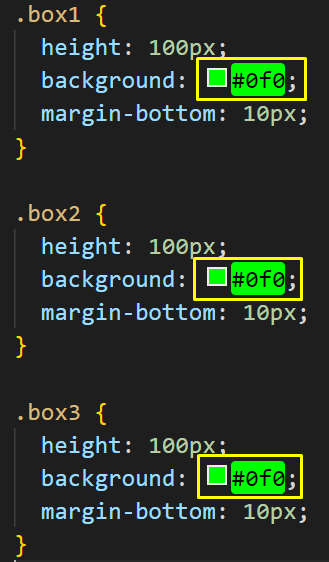 .box1 {
height: 100px;
background: #0f0;
margin-bottom: 10px;
}
.box2 {
height: 100px;
background: #0f0;
margin-bottom: 10px;
}
.box3 {
height: 100px;
background: #0f0;
margin-bottom: 10px;
}